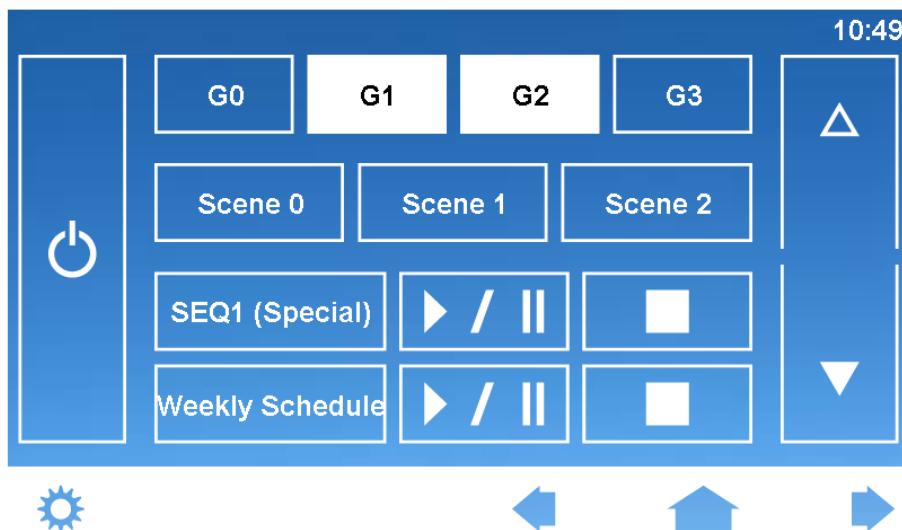 10:49
G0 G1 G2 G3
Scene 0 Scene 1 Scene 2
SEQ1 (Special)
Weekly Schedule